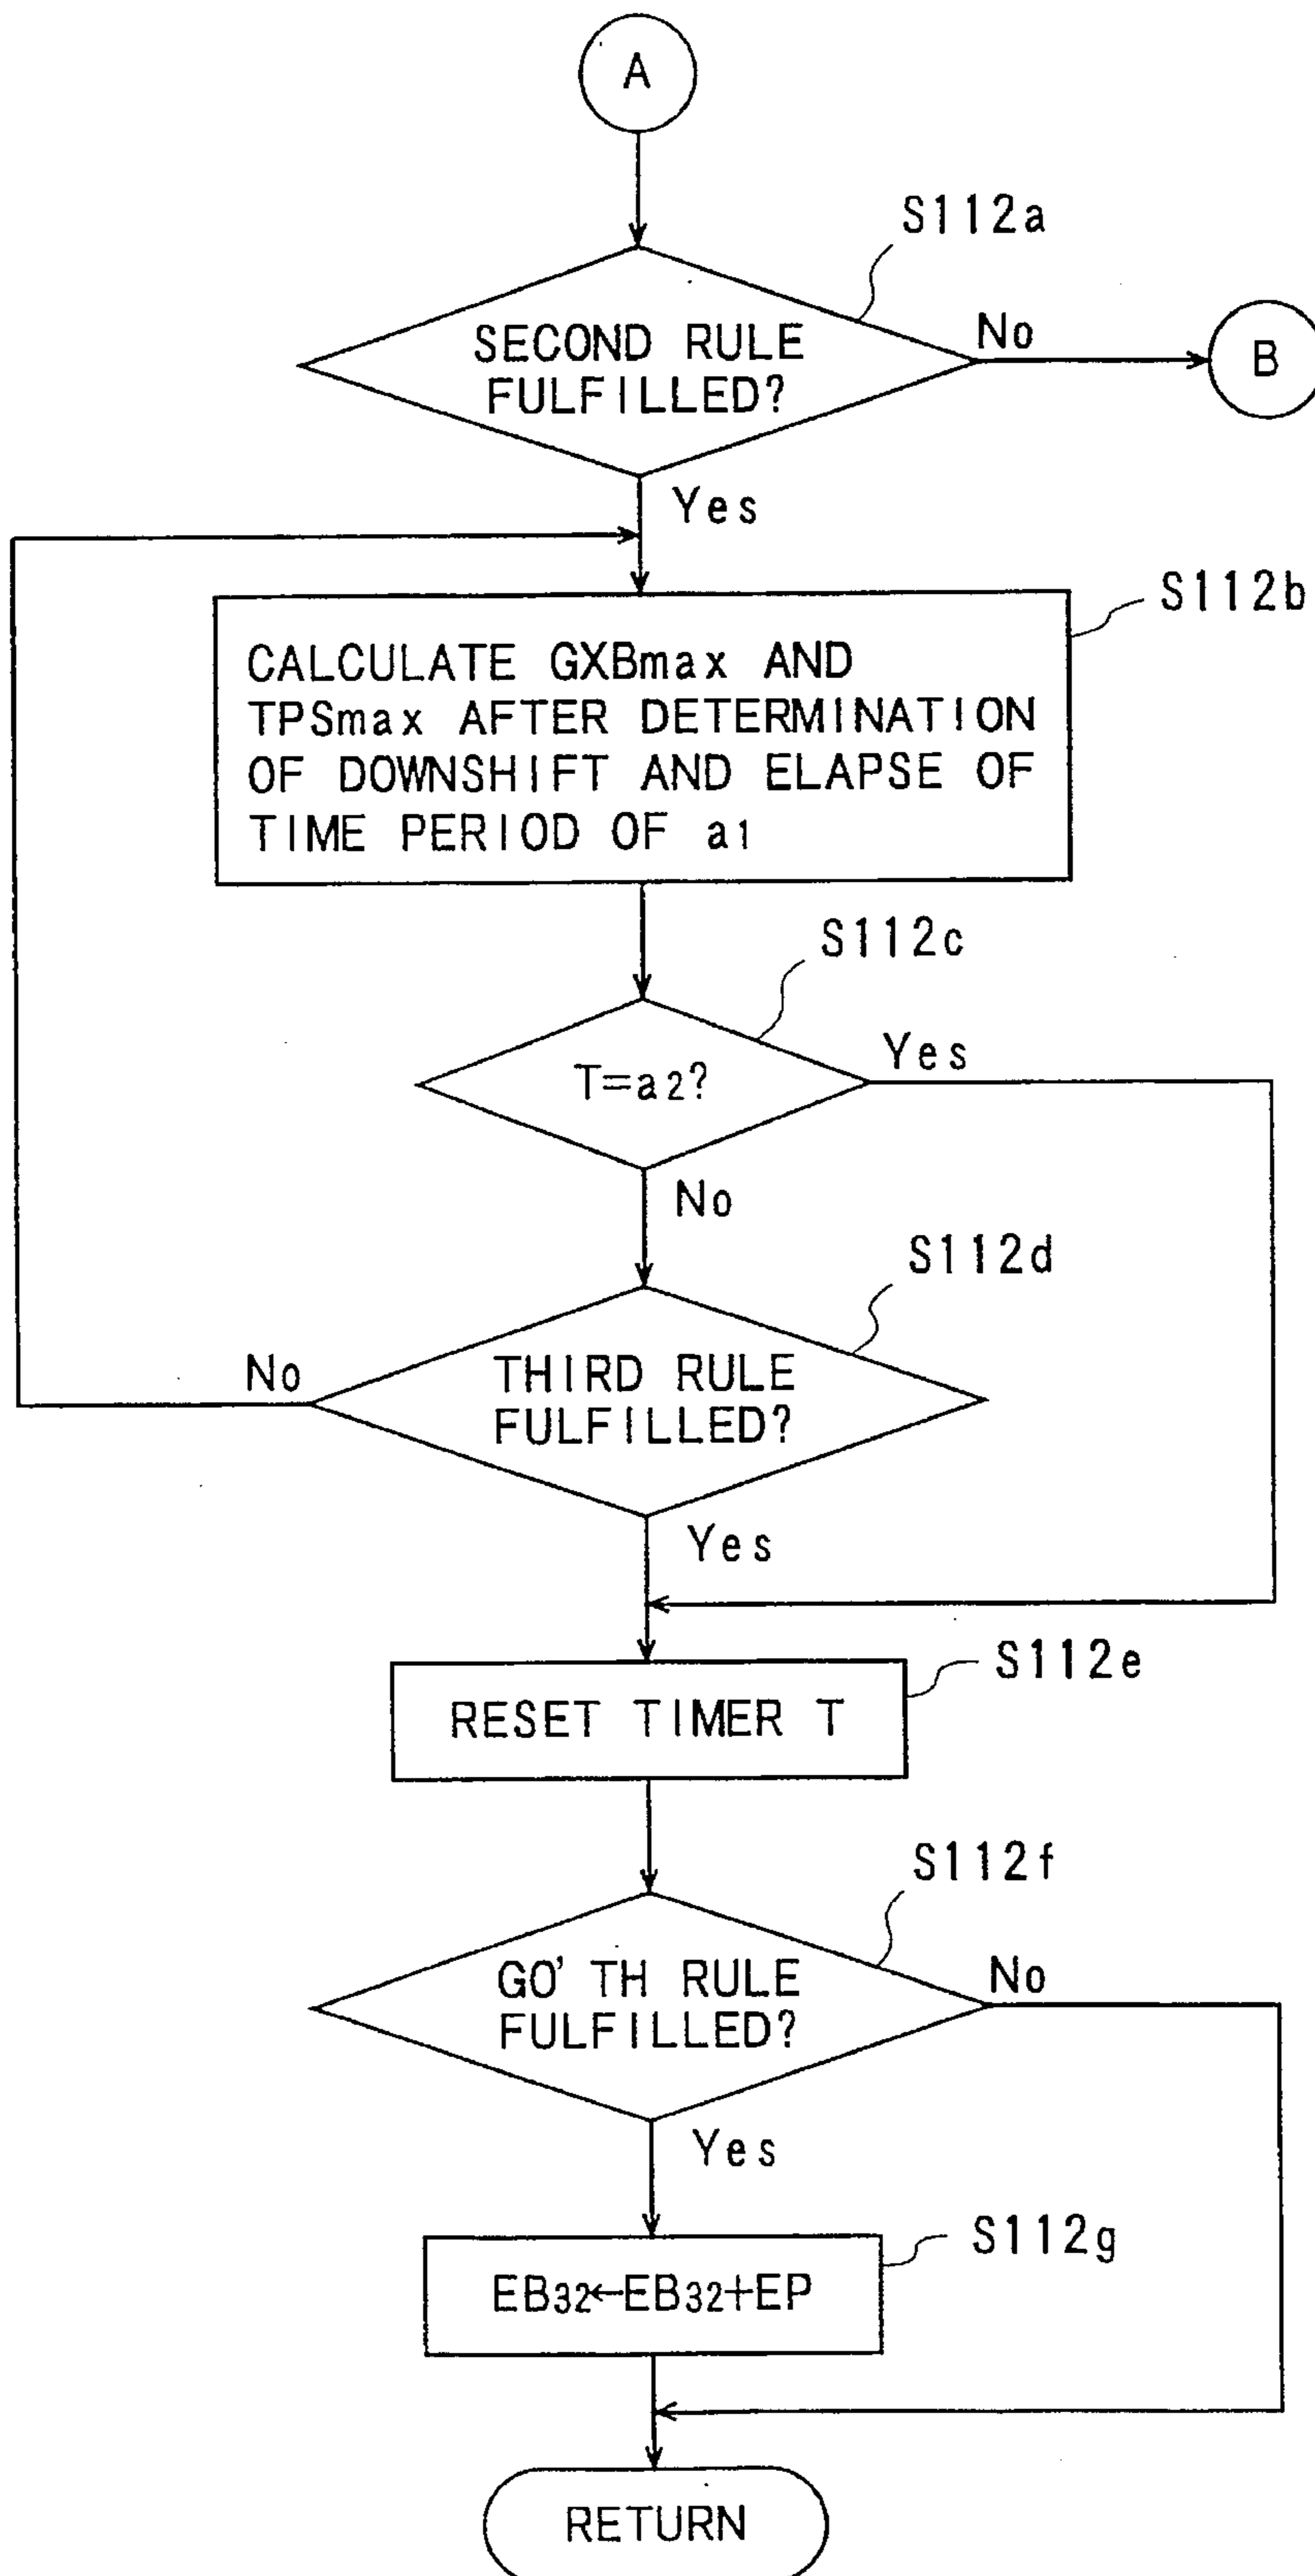 A
S112a
SECOND RULE
FULFILLED?
No
B
Yes
S112b
CALCULATE GXBmax AND
TPSmax AFTER DETERMINATION
OF DOWNSHIFT AND ELAPSE OF
TIME PERIOD OF a1
S112c
T=a2?
Yes
No
S112d
THIRD RULE
FULFILLED?
No
Yes
S112e
RESET TIMER T
S112f
GO' TH RULE
FULFILLED?
No
Yes
S112g
EB32←EB32+EP
RETURN